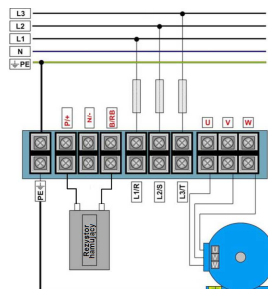 L3
L2
L1
N
PE
P/+
N/-
B/RB
U
V
W
PE
L1/R
L2/S
L3/T
Rezystor
hamujący
U
V
W